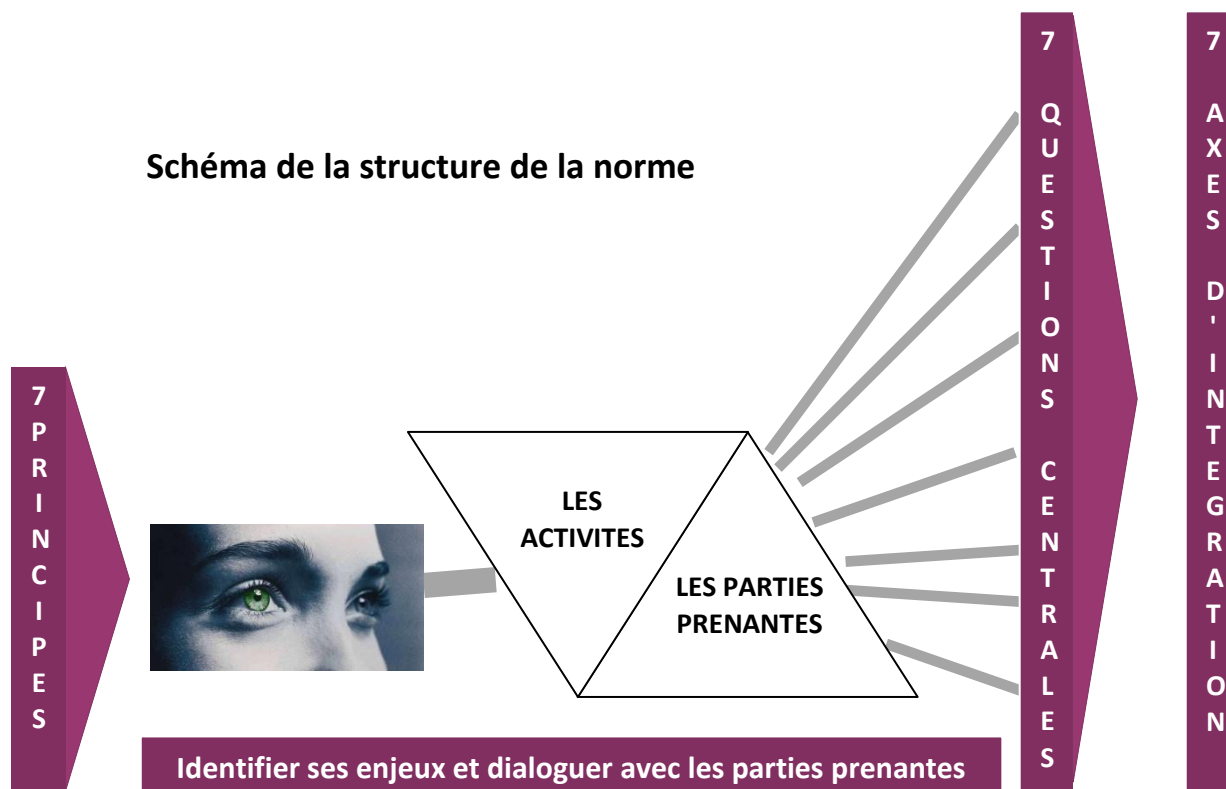 Schéma de la structure de la norme
7 PRINCIPES
LES
ACTIVITES
LES PARTIES
PRENANTES
Identifier ses enjeux et dialoguer avec les parties prenantes
7 QUESTIONS CENTRALES
7 AXES D'INTEGRATION